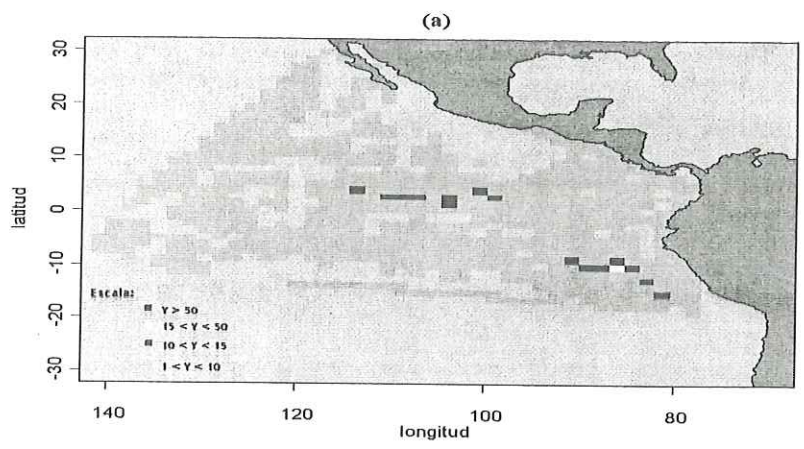 (a)
30
20
10
0
-10
-20
-30
latitud
Escala:
Y > 50
15 < Y < 50
10 < Y < 15
1 < Y < 10
140 120 100 80
longitud